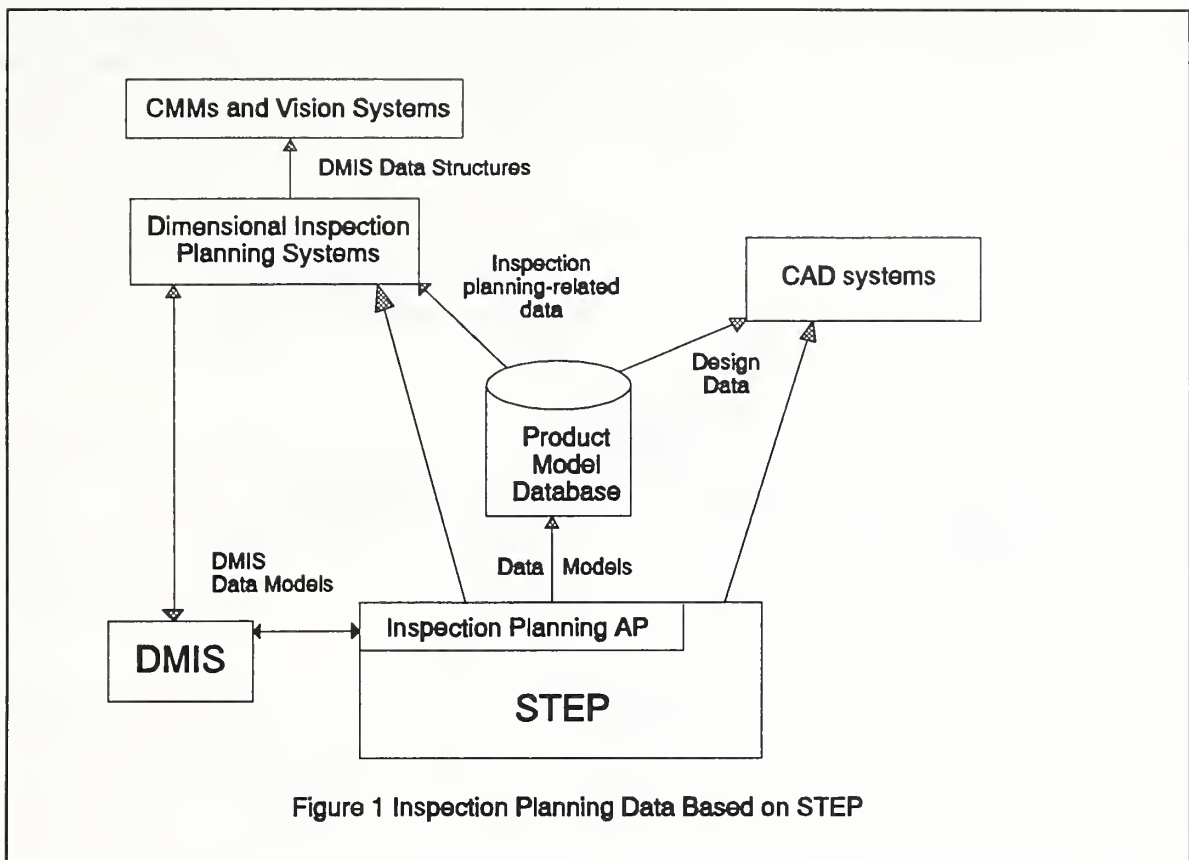 CMMs and Vision Systems
DMIS Data Structures
Dimensional Inspection
Planning Systems
Inspection
planning-related
data
CAD systems
Design
Data
Product
Model
Database
DMIS
Data Models
Data Models
Inspection Planning AP
DMIS
STEP
Figure 1 Inspection Planning Data Based on STEP